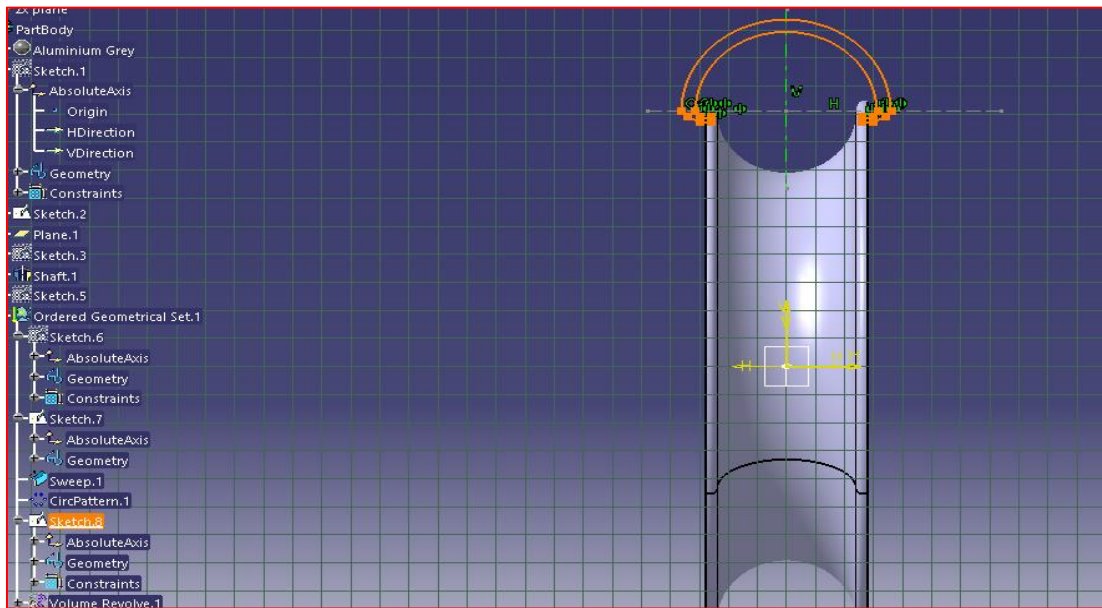 ZX plane
PartBody
Aluminium Grey
Sketch.1
AbsoluteAxis
Origin
HDirection
VDirection
Geometry
Constraints
Sketch.2
Plane.1
Sketch.3
Shaft.1
Sketch.5
Ordered Geometrical Set.1
Sketch.6
AbsoluteAxis
Geometry
Constraints
Sketch.7
AbsoluteAxis
Geometry
Sweep.1
CircPattern.1
Sketch.8
AbsoluteAxis
Geometry
Constraints
Volume Revolve.1
V
H
H